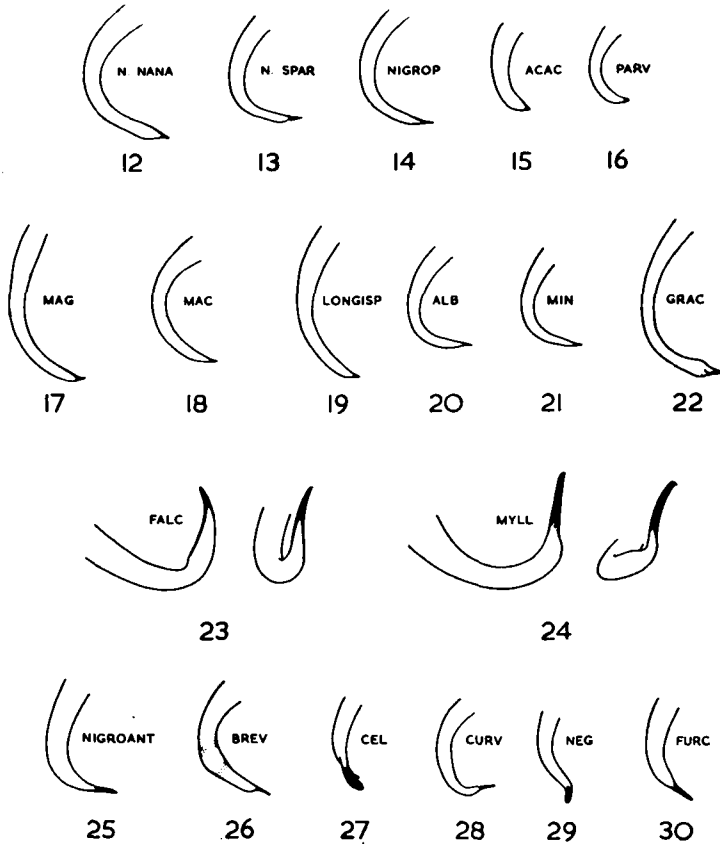 N. NANA N. SPAR NIGROP ACAC PARV
12 13 14 15 16
MAG MAC LONGISP ALB MIN GRAC
17 18 19 20 21 22
FALC MYLL
23 24
NIGROANT BREV CEL CURV NEG FURC
25 26 27 28 29 30